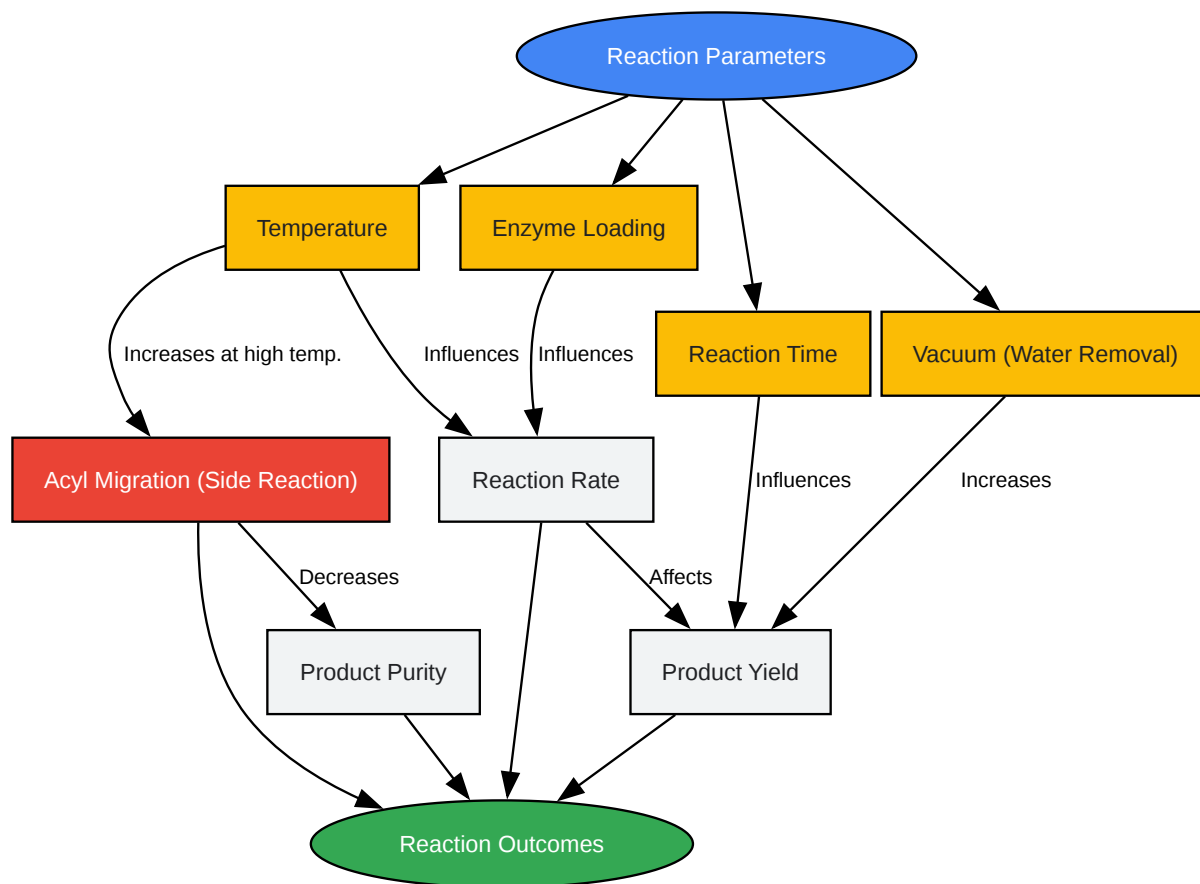 Reaction Parameters
Temperature
Enzyme Loading
Reaction Time
Vacuum (Water Removal)
Increases at high temp.
Influences
Influences
Acyl Migration (Side Reaction)
Reaction Rate
Influences
Increases
Decreases
Affects
Product Purity
Product Yield
Reaction Outcomes